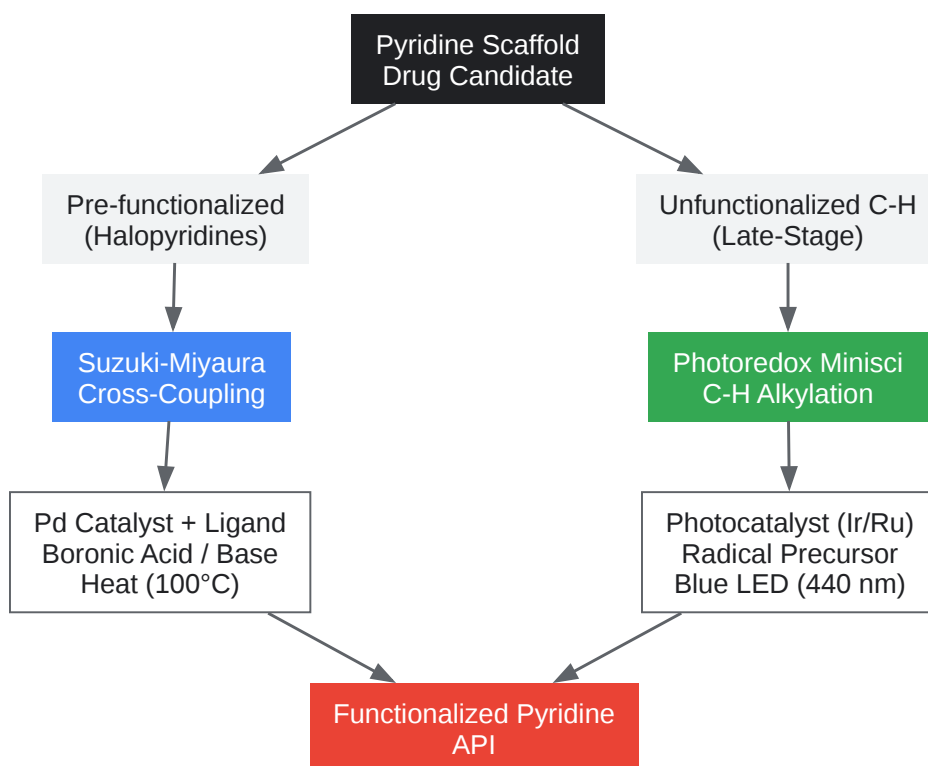 Pyridine Scaffold
Drug Candidate
Pre-functionalized
(Halopyridines)
Unfunctionalized C-H
(Late-Stage)
Suzuki-Miyaura
Cross-Coupling
Photoredox Minisci
C-H Alkylation
Pd Catalyst + Ligand
Boronic Acid / Base
Heat (100°C)
Photocatalyst (Ir/Ru)
Radical Precursor
Blue LED (440 nm)
Functionalized Pyridine
API